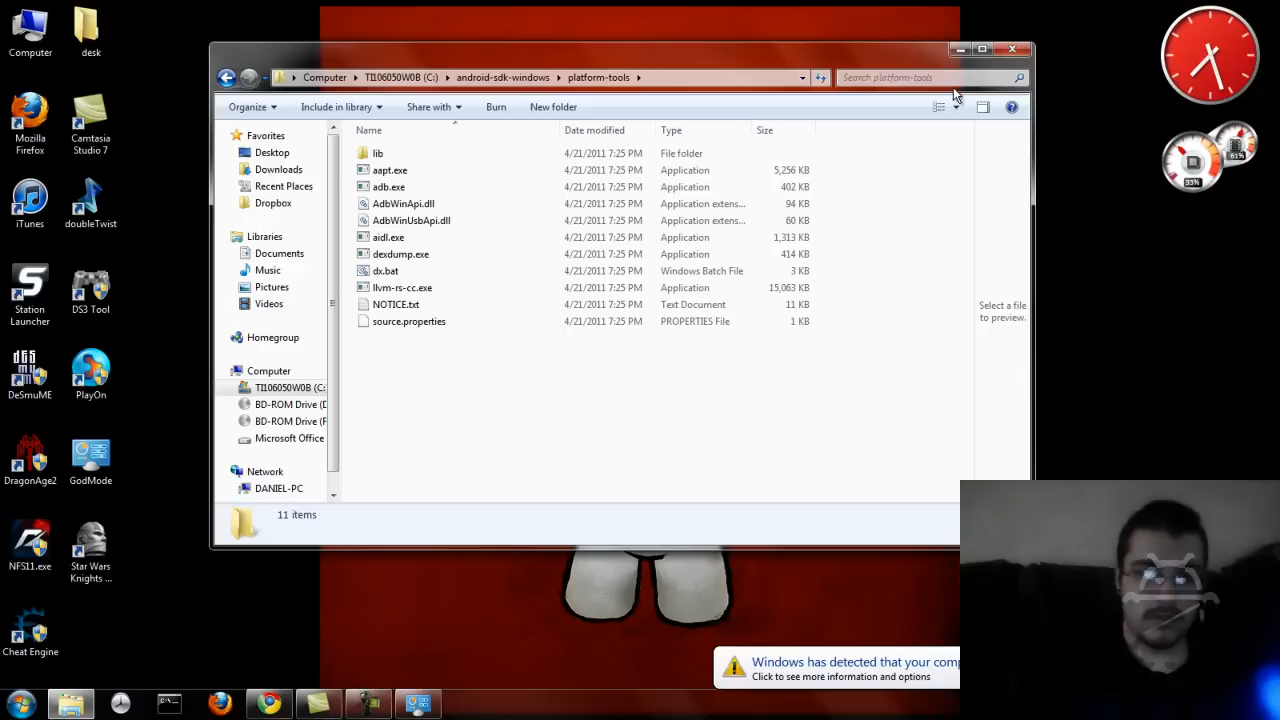 Computer
desk
Mozilla
Firefox
Camtasia
Studio 7
iTunes
doubleTwist
Station
Launcher
DS3 Tool
DeSmuME
PlayOn
DragonAge2
GodMode
NFS11.exe
Star Wars
Knights ...
Cheat Engine
Computer TI106050W0B (C:) android-sdk-windows platform-tools
Search platform-tools
Organize Include in library Share with Burn New folder
Name Date modified Type Size
Favorites
Desktop
Downloads
Recent Places
Dropbox
Libraries
Documents
Music
Pictures
Videos
Homegroup
Computer
TI106050W0B (C:
BD-ROM Drive (D
BD-ROM Drive (F
Microsoft Office
Network
DANIEL-PC
lib 4/21/2011 7:25 PM File folder
aapt.exe 4/21/2011 7:25 PM Application 5,256 KB
adb.exe 4/21/2011 7:25 PM Application 402 KB
AdbWinApi.dll 4/21/2011 7:25 PM Application extens... 94 KB
AdbWinUsbApi.dll 4/21/2011 7:25 PM Application extens... 60 KB
aidl.exe 4/21/2011 7:25 PM Application 1,313 KB
dexdump.exe 4/21/2011 7:25 PM Application 414 KB
dx.bat 4/21/2011 7:25 PM Windows Batch File 3 KB
llvm-rs-cc.exe 4/21/2011 7:25 PM Application 15,063 KB
NOTICE.txt 4/21/2011 7:25 PM Text Document 11 KB
source.properties 4/21/2011 7:25 PM PROPERTIES File 1 KB
Select a file
to preview.
11 items
33%
61%
Windows has detected that your comp
Click to see more information and options